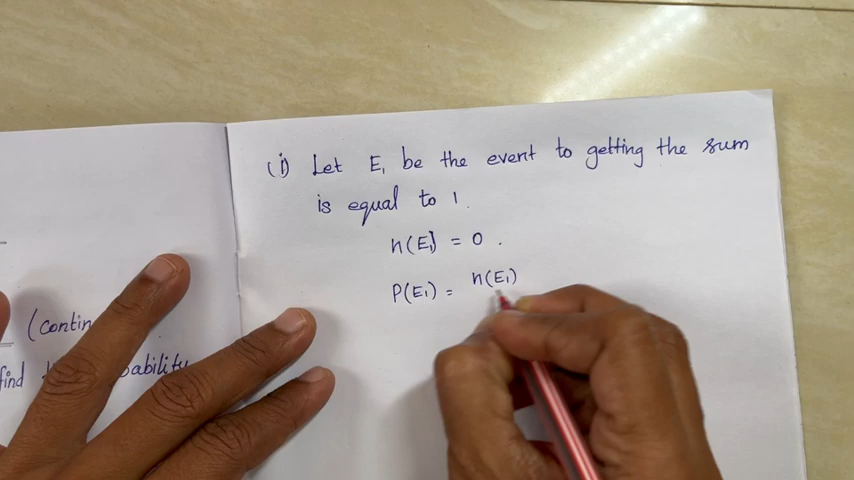 (i) Let E₁ be the event to getting the sum
is equal to 1.
n(E₁) = 0.
P(E₁) = n(E₁)
(contin
find
ability